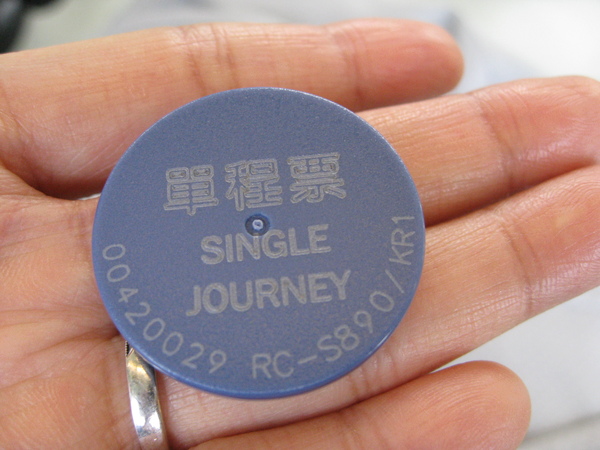 單程票
SINGLE
JOURNEY
00420029 RC-S890/KR1